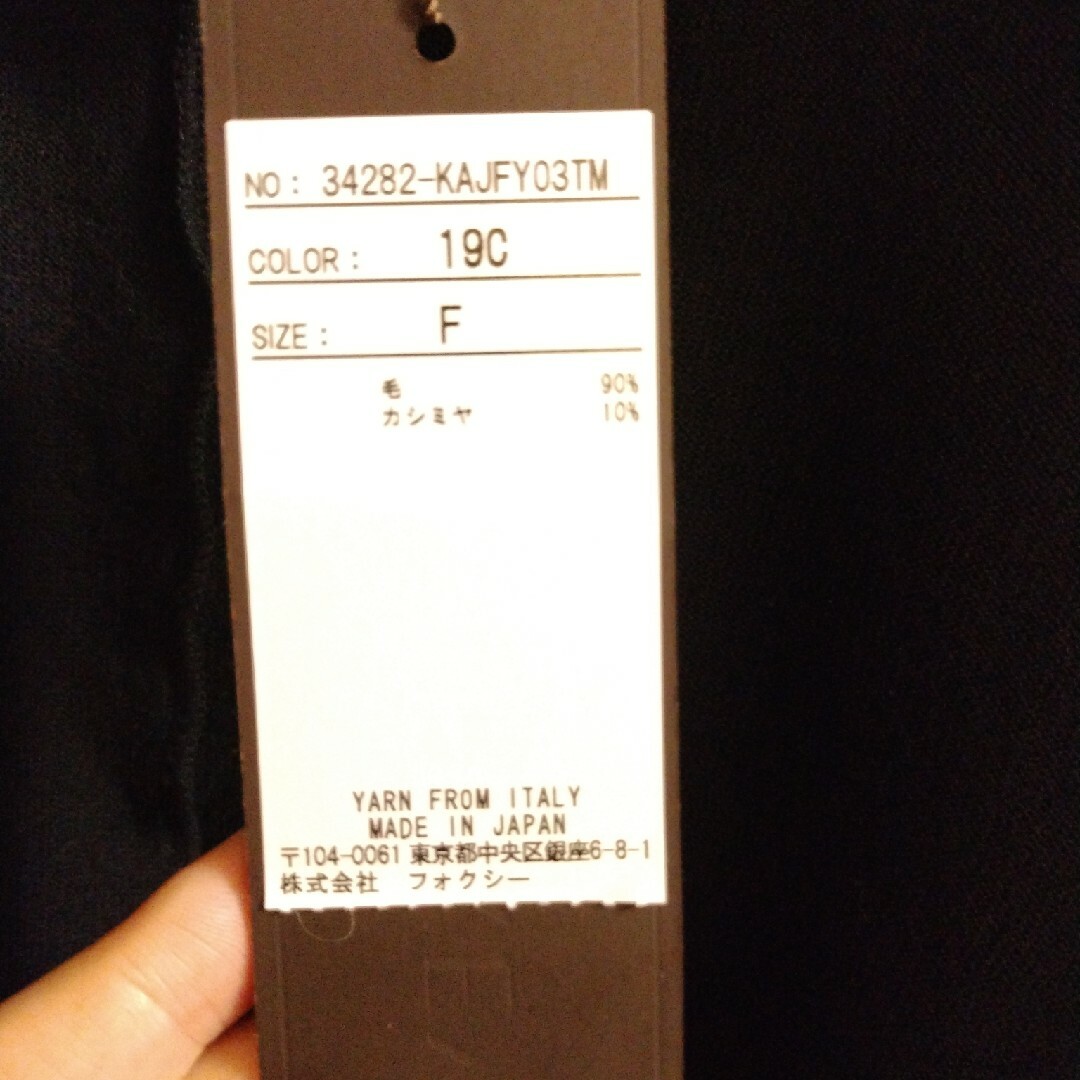 NO: 34282-KAJFY03TM
COLOR: 19C
SIZE: F
毛 90%
カシミヤ 10%
YARN FROM ITALY
MADE IN JAPAN
〒104-0061 東京都中央区銀座6-8-1
株式会社 フォクシー